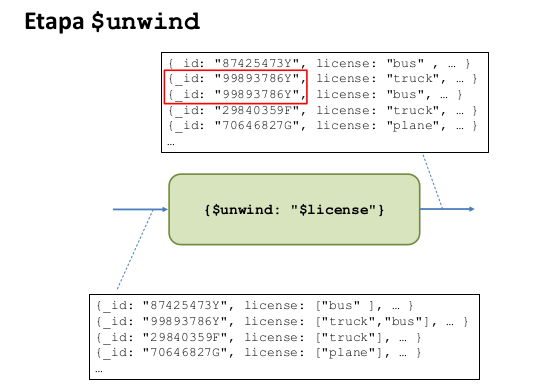 Etapa $unwind
{_id: "87425473Y", license: "bus" , … }
{_id: "99893786Y", license: "truck", … }
{_id: "99893786Y", license: "bus", … }
{_id: "29840359F", license: "truck", … }
{_id: "70646827G", license: "plane", … }
…
{$unwind: "$license"}
{_id: "87425473Y", license: ["bus" ], … }
{_id: "99893786Y", license: ["truck","bus"], … }
{_id: "29840359F", license: ["truck"], … }
{_id: "70646827G", license: ["plane"], … }
…